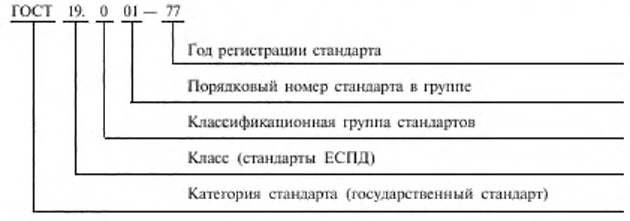 ГОСТ 19. 0 01 — 77
Год регистрации стандарта
Порядковый номер стандарта в группе
Классификационная группа стандартов
Класс (стандарты ЕСПД)
Категория стандарта (государственный стандарт)